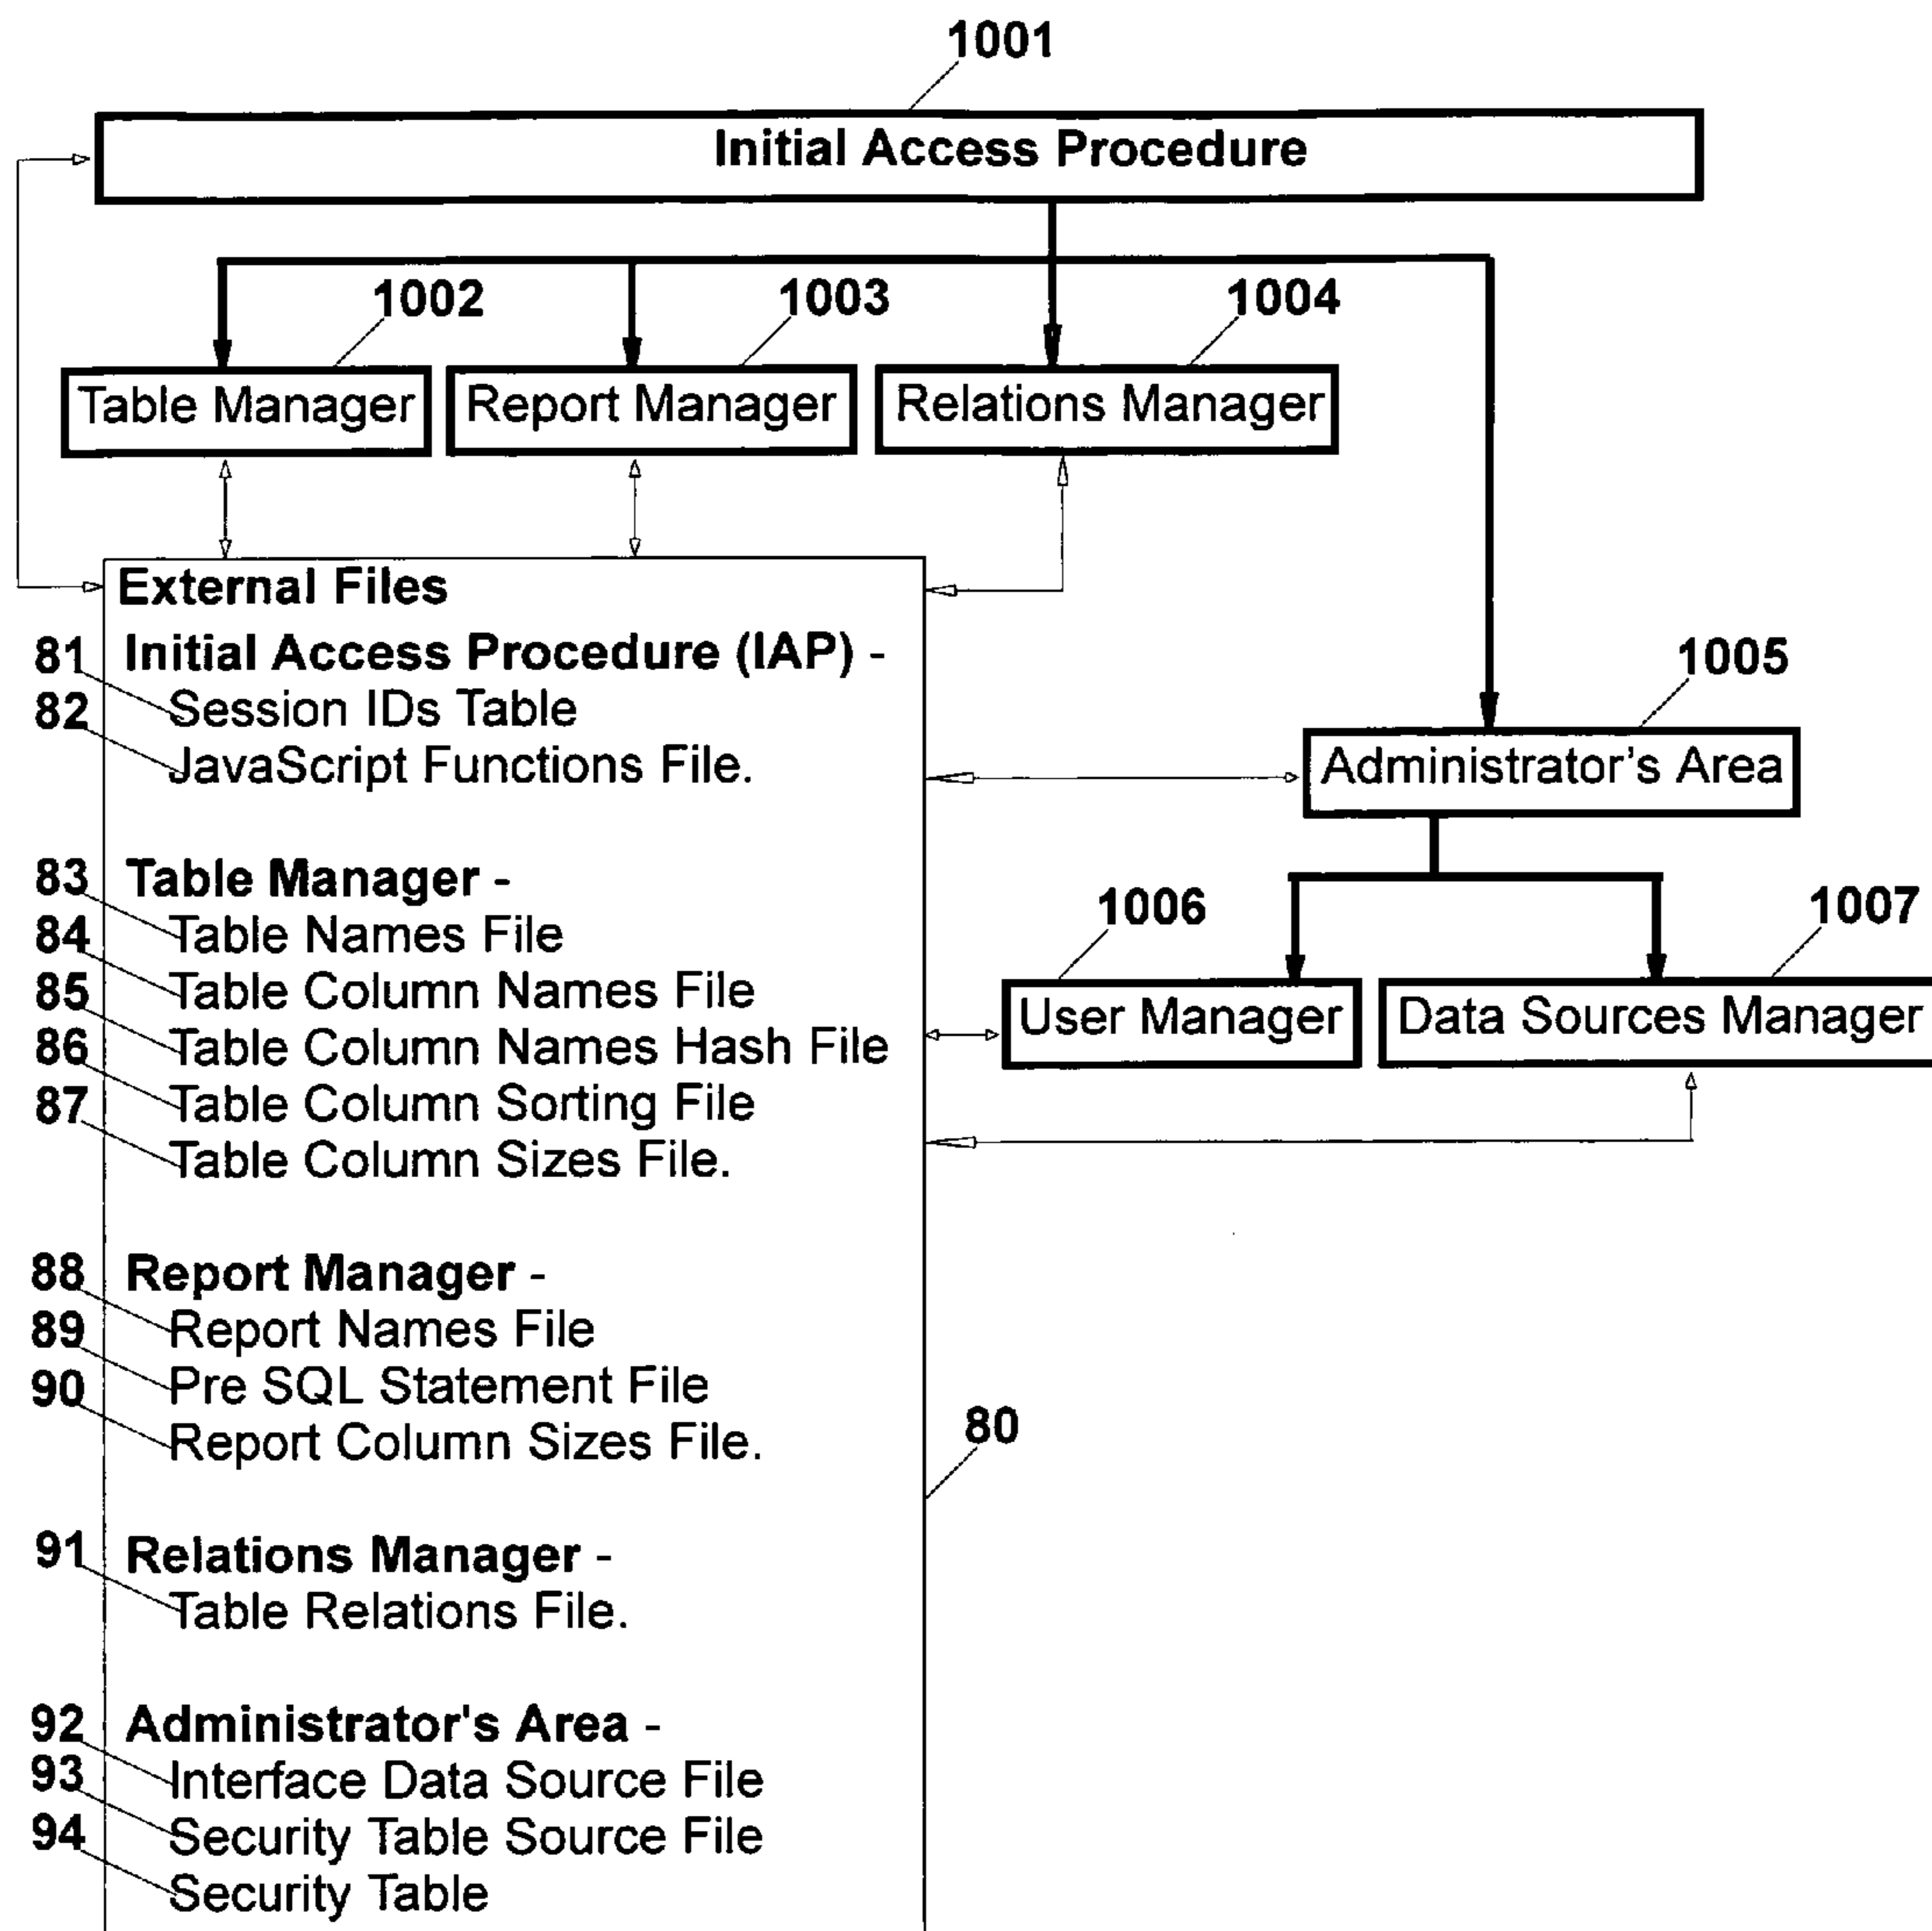 1001
Initial Access Procedure
1002
1003
1004
Table Manager
Report Manager
Relations Manager
External Files
81 Initial Access Procedure (IAP) -
82 Session IDs Table
JavaScript Functions File.
1005
Administrator's Area
83 Table Manager -
84 Table Names File
85 Table Column Names File
86 Table Column Names Hash File
87 Table Column Sorting File
Table Column Sizes File.
1006
1007
User Manager
Data Sources Manager
88 Report Manager -
89 Report Names File
90 Pre SQL Statement File
Report Column Sizes File.
80
91 Relations Manager -
Table Relations File.
92 Administrator's Area -
93 Interface Data Source File
94 Security Table Source File
Security Table